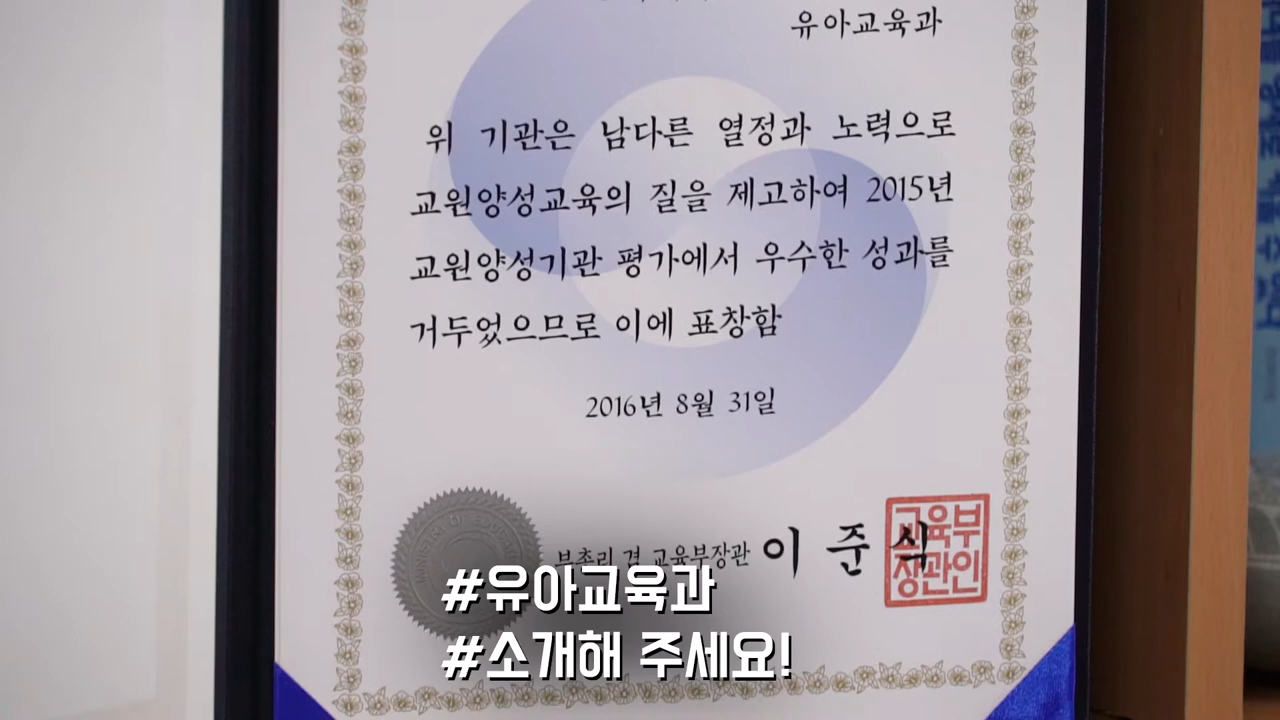 유아교육과
위 기관은 남다른 열정과 노력으로
교원양성교육의 질을 제고하여 2015년
교원양성기관 평가에서 우수한 성과를
거두었으므로 이에 표창함
2016년 8월 31일
부총리 겸 교육부장관 이준식
교육부
장관인
#유아교육과
#소개해 주세요!